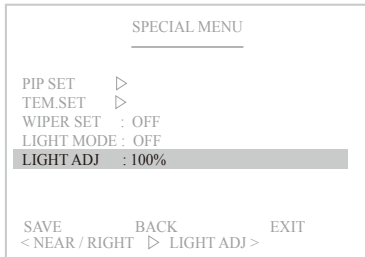 SPECIAL MENU
PIP SET ▷
TEM.SET ▷
WIPER SET : OFF
LIGHT MODE : OFF
LIGHT ADJ : 100%
SAVE BACK EXIT
< NEAR / RIGHT ▷ LIGHT ADJ >